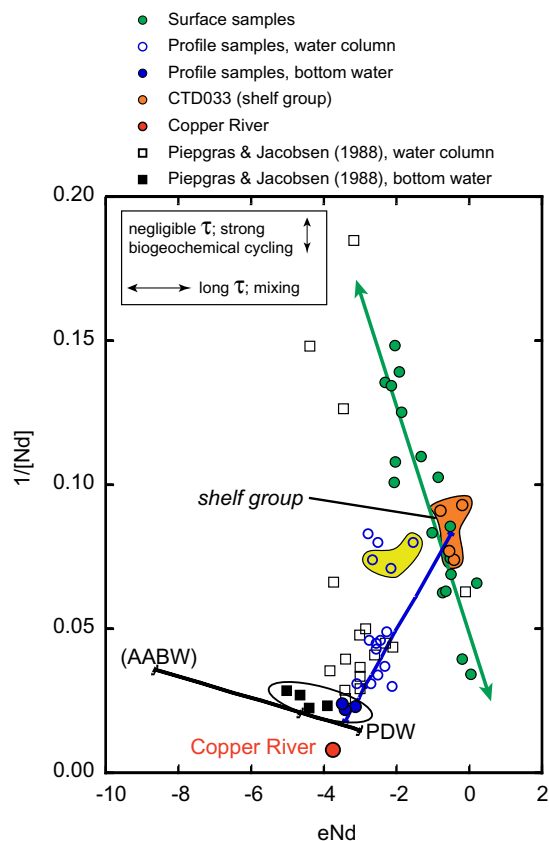 Surface samples
Profile samples, water column
Profile samples, bottom water
CTD033 (shelf group)
Copper River
Piepgras & Jacobsen (1988), water column
Piepgras & Jacobsen (1988), bottom water
0.20
negligible τ; strong
biogeochemical cycling
long τ; mixing
0.15
1/[Nd]
0.10
shelf group
0.05
(AABW)
PDW
Copper River
0.00
-10 -8 -6 -4 -2 0 2
eNd